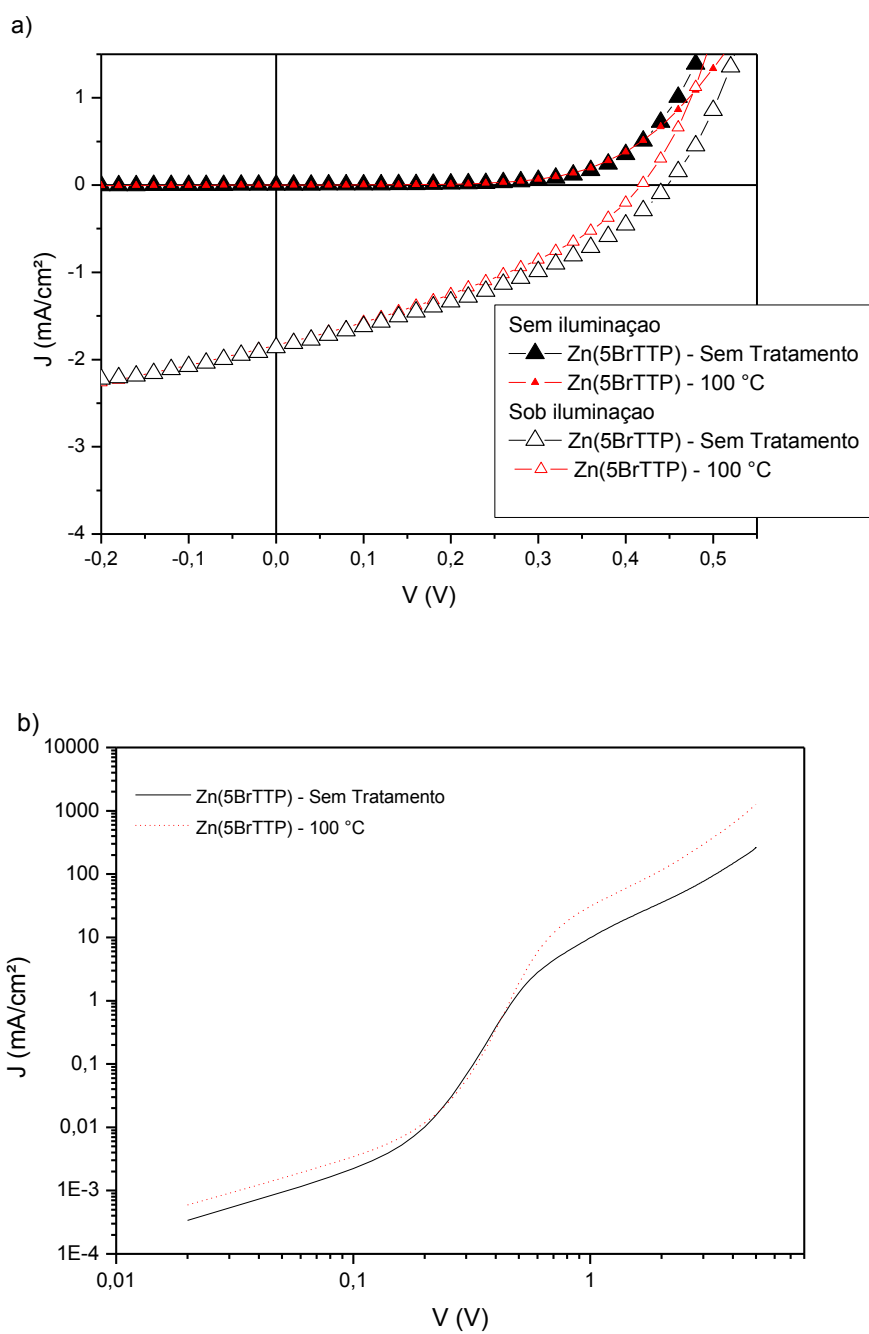 a)
1
0
-1
-2
-3
-4
J (mA/cm²)
-0,2 -0,1 0,0 0,1 0,2 0,3 0,4 0,5
V (V)
Sem iluminaçao
Zn(5BrTTP) - Sem Tratamento
Zn(5BrTTP) - 100 °C
Sob iluminaçao
Zn(5BrTTP) - Sem Tratamento
Zn(5BrTTP) - 100 °C
b)
10000
1000
100
10
1
0,1
0,01
1E-3
1E-4
J (mA/cm²)
Zn(5BrTTP) - Sem Tratamento
Zn(5BrTTP) - 100 °C
0,01 0,1 1
V (V)